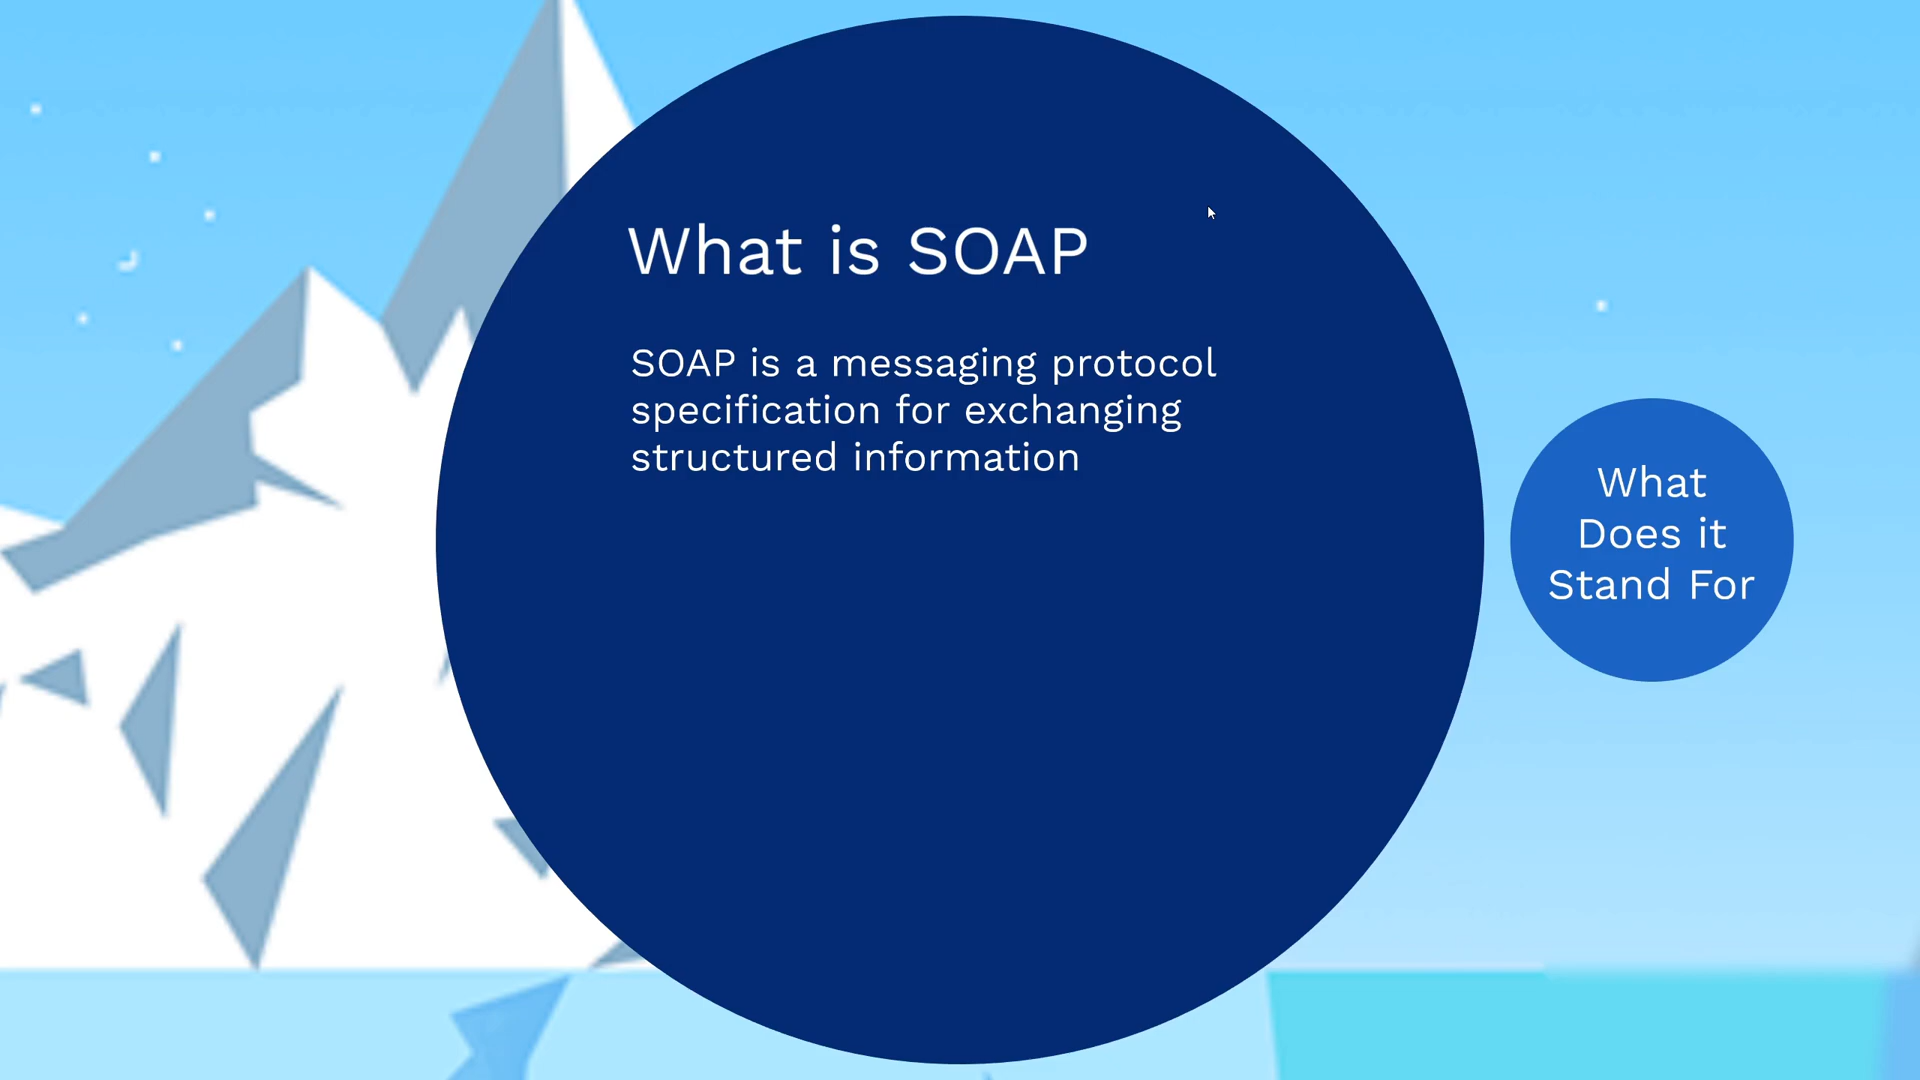 What is SOAP
SOAP is a messaging protocol
specification for exchanging
structured information
What
Does it
Stand For